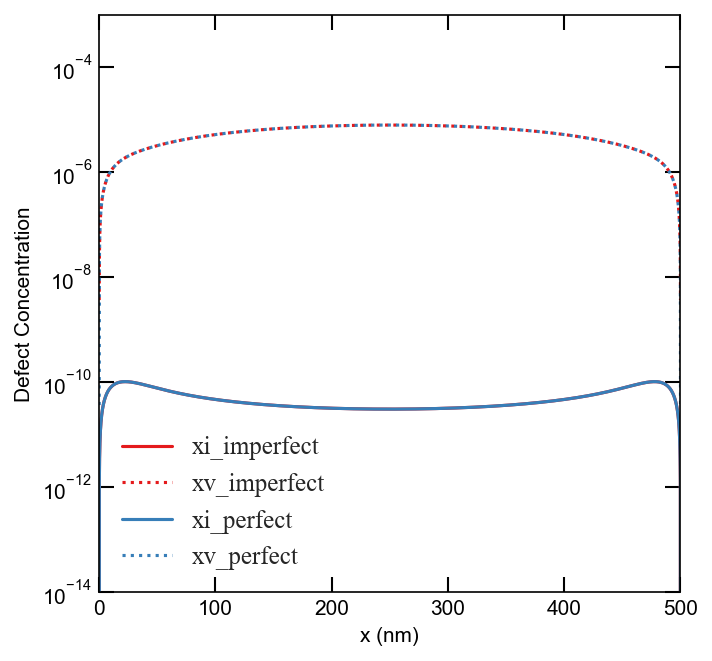 Defect Concentration
10⁻⁴
10⁻⁶
10⁻⁸
10⁻¹⁰
10⁻¹²
10⁻¹⁴
xi_imperfect
xv_imperfect
xi_perfect
xv_perfect
0 100 200 300 400 500
x (nm)